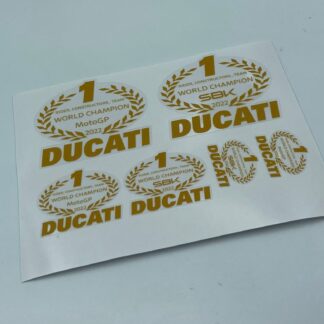 1
RIDER, CONSTRUCTORS, TEAM
WORLD CHAMPION
MotoGP
2022
DUCATI
1
RIDER, CONSTRUCTORS, TEAM
WORLD CHAMPION
SBK
2022
DUCATI
1
WORLD CHAMPION
MotoGP
2022
DUCATI
1
WORLD CHAMPION
SBK
2022
DUCATI
1
DUCATI
1
DUCATI